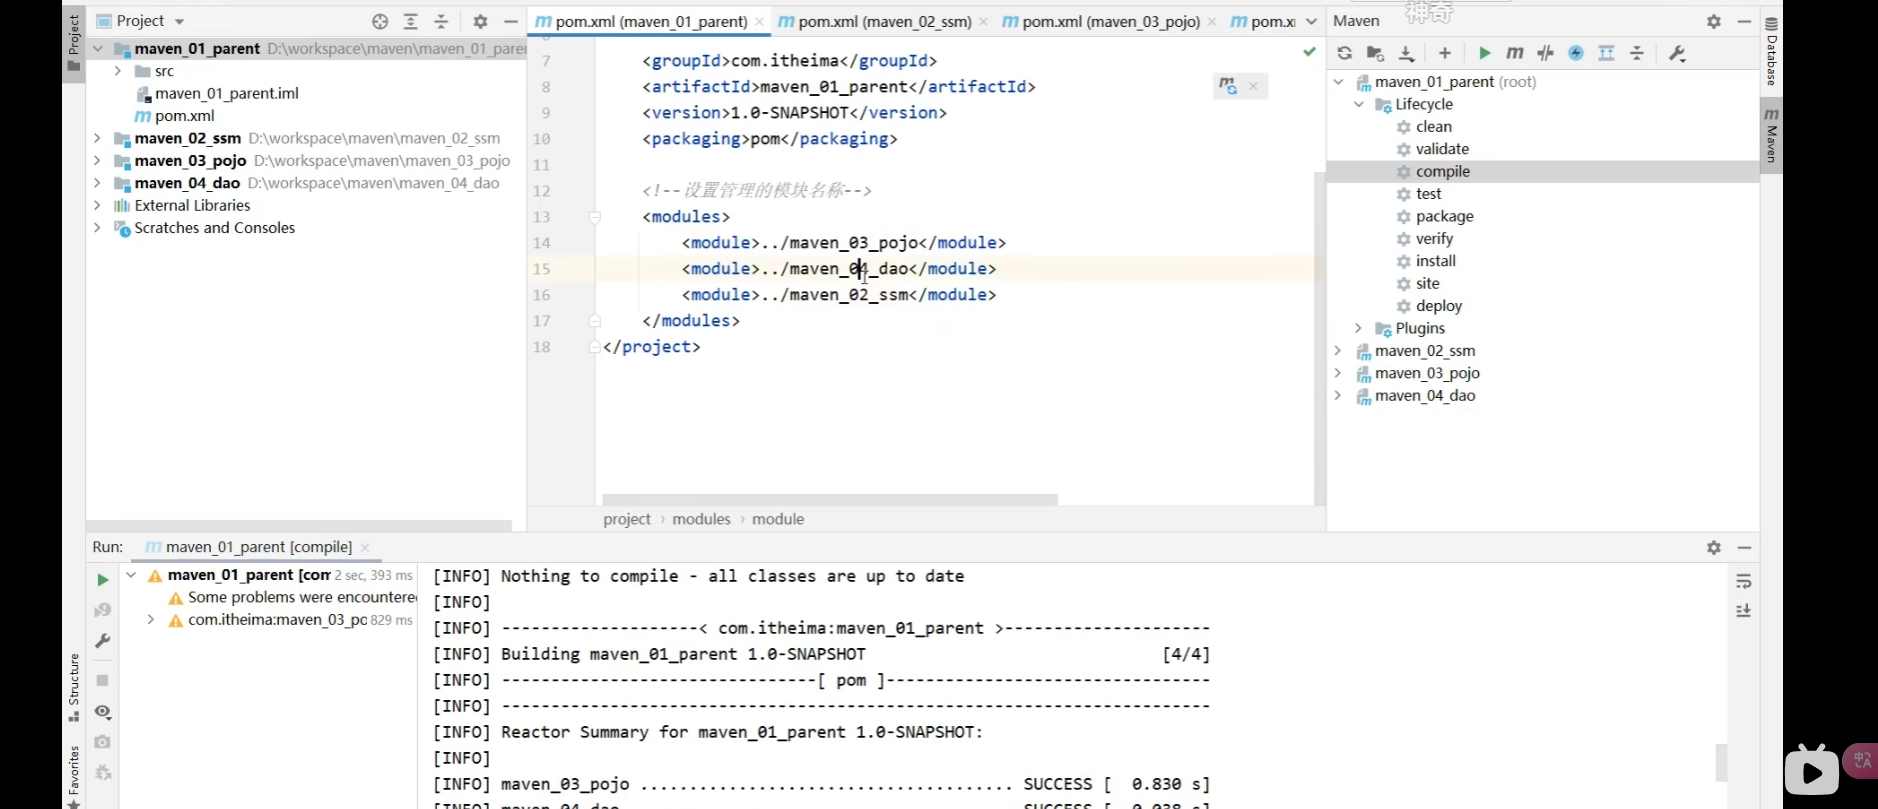 神奇
Project
pom.xml (maven_01_parent)
pom.xml (maven_02_ssm)
pom.xml (maven_03_pojo)
Maven
Project
Database
Maven
maven_01_parent D:\workspace\maven\maven_01_parer
src
maven_01_parent.iml
pom.xml
maven_02_ssm D:\workspace\maven\maven_02_ssm
maven_03_pojo D:\workspace\maven\maven_03_pojo
maven_04_dao D:\workspace\maven\maven_04_dao
External Libraries
Scratches and Consoles
7 <groupId>com.itheima</groupId>
8 <artifactId>maven_01_parent</artifactId>
9 <version>1.0-SNAPSHOT</version>
10 <packaging>pom</packaging>
11
12 <!--设置管理的模块名称-->
13 <modules>
14 <module>../maven_03_pojo</module>
15 <module>../maven_04_dao</module>
16 <module>../maven_02_ssm</module>
17 </modules>
18 </project>
project › modules › module
maven_01_parent (root)
Lifecycle
clean
validate
compile
test
package
verify
install
site
deploy
Plugins
maven_02_ssm
maven_03_pojo
maven_04_dao
Run: maven_01_parent [compile]
Structure
Favorites
maven_01_parent [com 2 sec, 393 ms
Some problems were encountere
com.itheima:maven_03_po 829 ms
[INFO] Nothing to compile - all classes are up to date
[INFO]
[INFO] --------------------< com.itheima:maven_01_parent >---------------------
[INFO] Building maven_01_parent 1.0-SNAPSHOT [4/4]
[INFO] --------------------------------[ pom ]---------------------------------
[INFO] ------------------------------------------------------------------------
[INFO] Reactor Summary for maven_01_parent 1.0-SNAPSHOT:
[INFO]
[INFO] maven_03_pojo ...................................... SUCCESS [ 0.830 s]
[INFO] maven_04_dao SUCCESS [ 0.038 s]